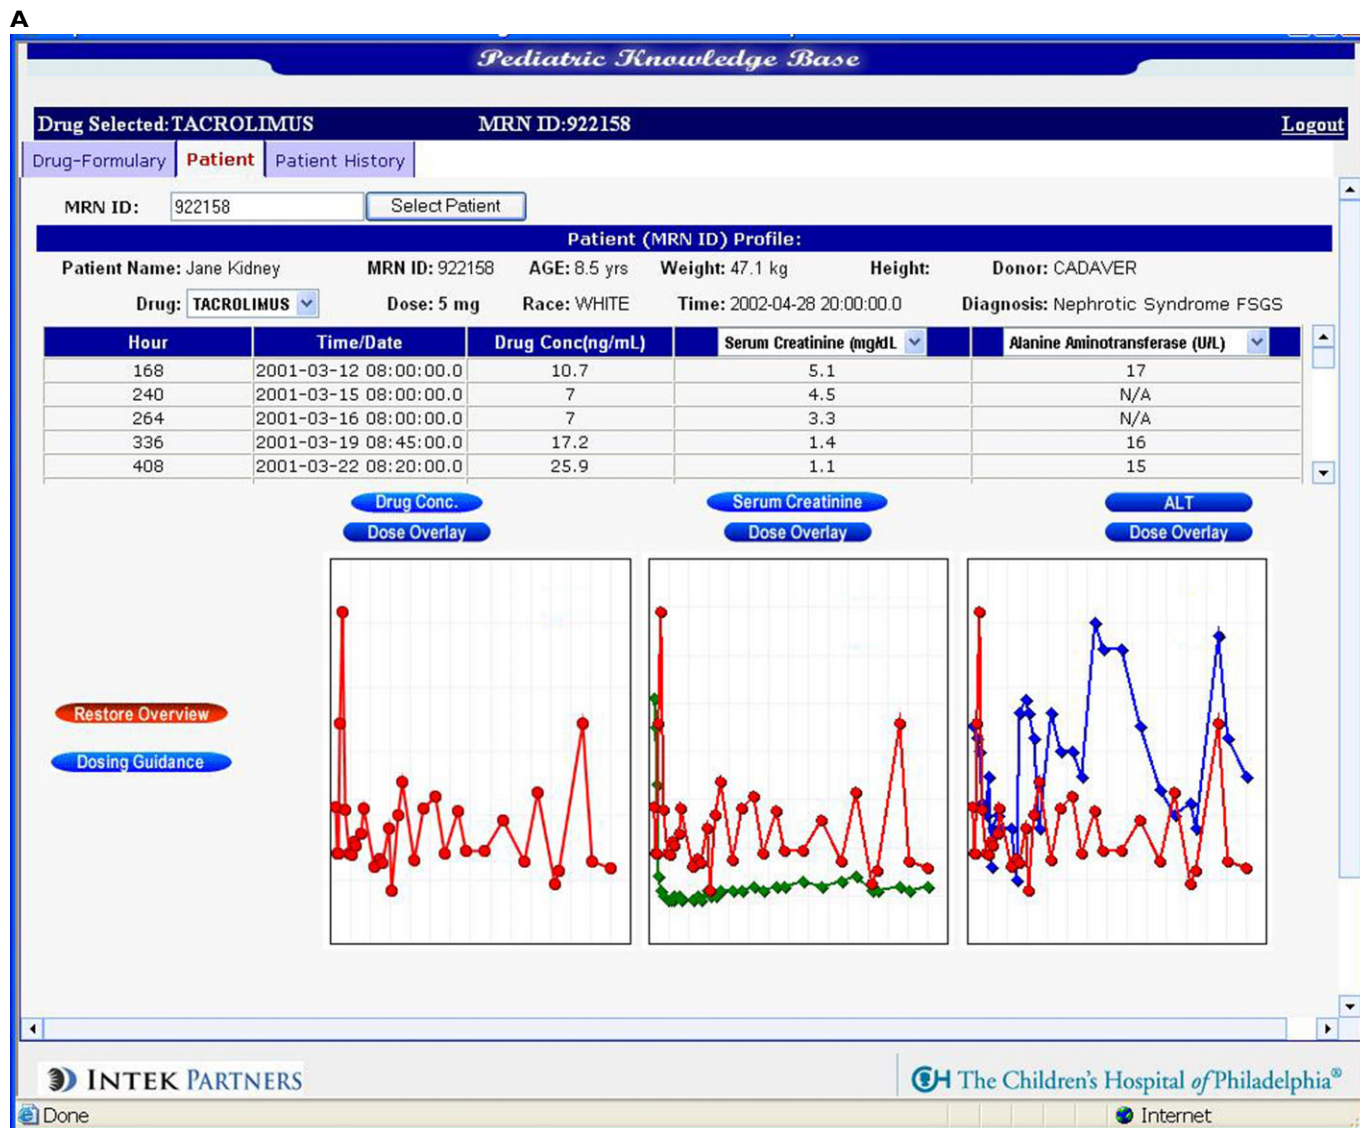 A
Pediatric Knowledge Base
Drug Selected:TACROLIMUS MRN ID:922158 Logout
Drug-Formulary Patient Patient History
MRN ID: 922158 Select Patient
Patient (MRN ID) Profile:
Patient Name: Jane Kidney MRN ID: 922158 AGE: 8.5 yrs Weight: 47.1 kg Height: Donor: CADAVER
Drug: TACROLIMUS Dose: 5 mg Race: WHITE Time: 2002-04-28 20:00:00.0 Diagnosis: Nephrotic Syndrome FSGS
Hour Time/Date Drug Conc(ng/mL) Serum Creatinine (mg/dL Alanine Aminotransferase (U/L)
168 2001-03-12 08:00:00.0 10.7 5.1 17
240 2001-03-15 08:00:00.0 7 4.5 N/A
264 2001-03-16 08:00:00.0 7 3.3 N/A
336 2001-03-19 08:45:00.0 17.2 1.4 16
408 2001-03-22 08:20:00.0 25.9 1.1 15
Drug Conc. Serum Creatinine ALT
Dose Overlay Dose Overlay Dose Overlay
Restore Overview
Dosing Guidance
INTEK PARTNERS CH The Children's Hospital of Philadelphia®
Done Internet